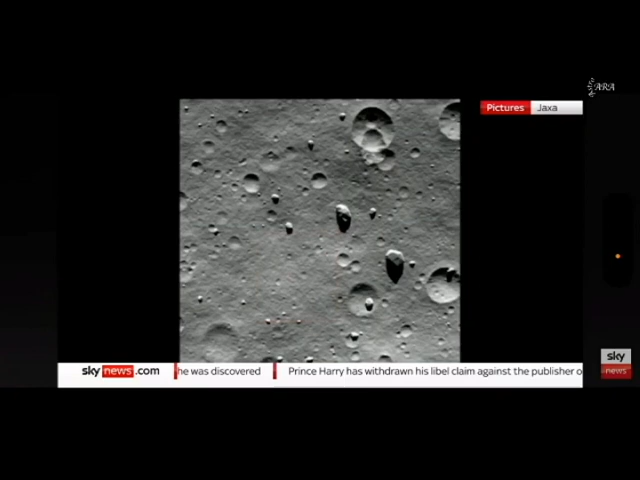 ARA
Pictures Jaxa
sky
news
sky news.com
he was discovered
Prince Harry has withdrawn his libel claim against the publisher o